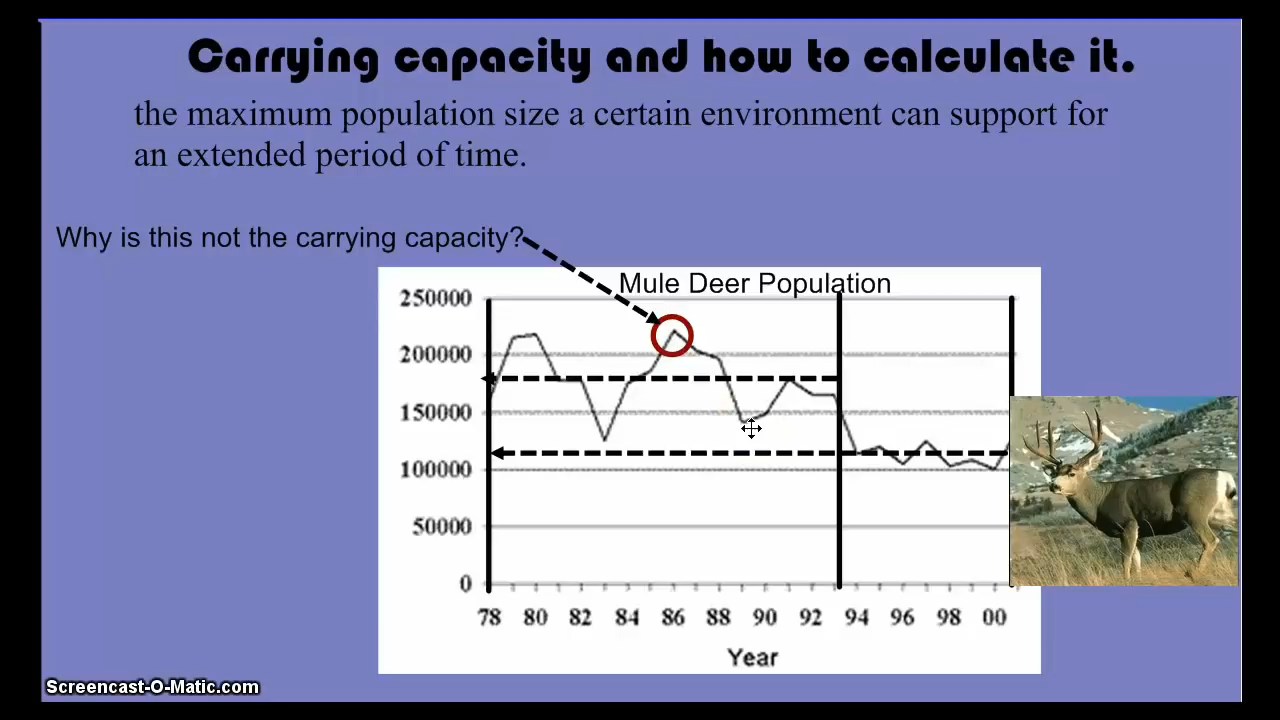 Carrying capacity and how to calculate it.
the maximum population size a certain environment can support for
an extended period of time.
Why is this not the carrying capacity?
Mule Deer Population
250000
200000
150000
100000
50000
0
78 80 82 84 86 88 90 92 94 96 98 00
Year
Screencast-O-Matic.com